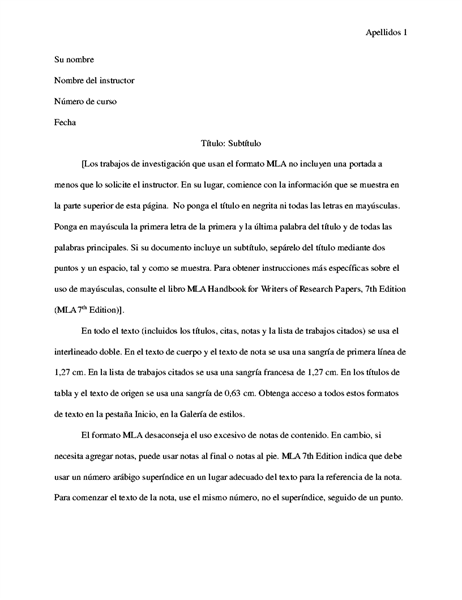 Apellidos 1
Su nombre
Nombre del instructor
Número de curso
Fecha
Título: Subtítulo
[Los trabajos de investigación que usan el formato MLA no incluyen una portada a
menos que lo solicite el instructor. En su lugar, comience con la información que se muestra en
la parte superior de esta página. No ponga el título en negrita ni todas las letras en mayúsculas.
Ponga en mayúscula la primera letra de la primera y la última palabra del título y de todas las
palabras principales. Si su documento incluye un subtítulo, sepárelo del título mediante dos
puntos y un espacio, tal y como se muestra. Para obtener instrucciones más específicas sobre el
uso de mayúsculas, consulte el libro MLA Handbook for Writers of Research Papers, 7th Edition
(MLA 7th Edition)].
En todo el texto (incluidos los títulos, citas, notas y la lista de trabajos citados) se usa el
interlineado doble. En el texto de cuerpo y el texto de nota se usa una sangría de primera línea de
1,27 cm. En la lista de trabajos citados se usa una sangría francesa de 1,27 cm. En los títulos de
tabla y el texto de origen se usa una sangría de 0,63 cm. Obtenga acceso a todos estos formatos
de texto en la pestaña Inicio, en la Galería de estilos.
El formato MLA desaconseja el uso excesivo de notas de contenido. En cambio, si
necesita agregar notas, puede usar notas al final o notas al pie. MLA 7th Edition indica que debe
usar un número arábigo superíndice en un lugar adecuado del texto para la referencia de la nota.
Para comenzar el texto de la nota, use el mismo número, no el superíndice, seguido de un punto.